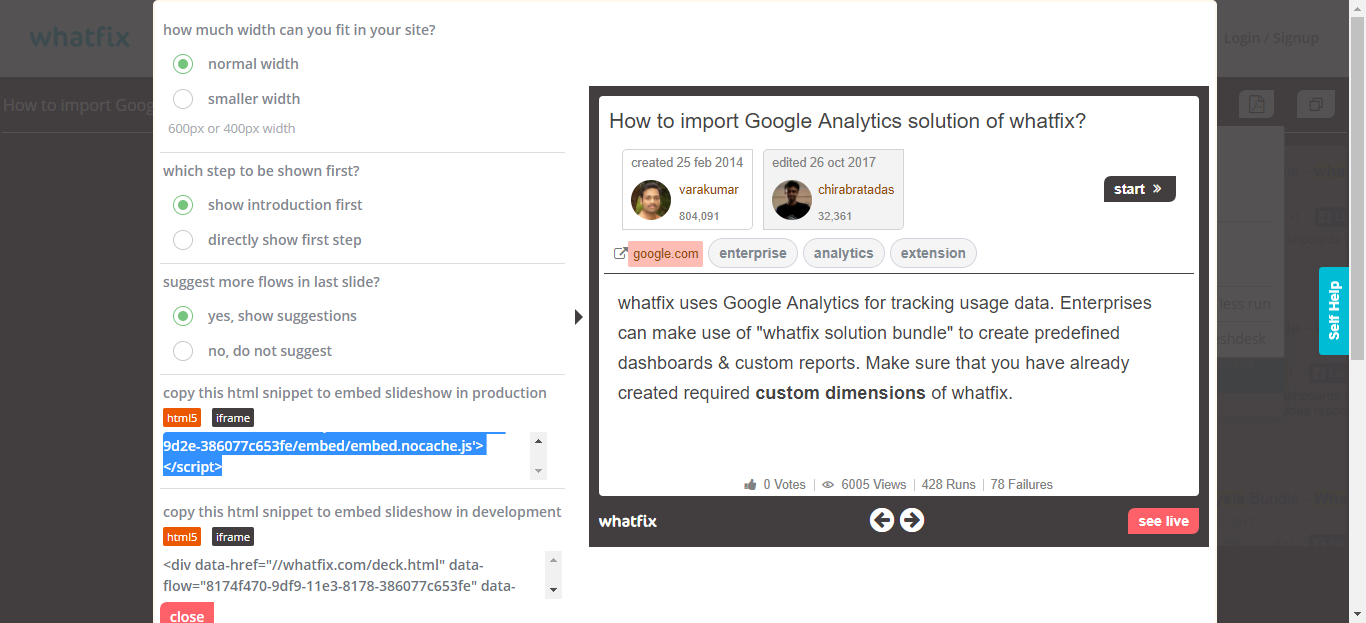 whatfix
Login / Signup
How to import Goog
how much width can you fit in your site?
normal width
smaller width
600px or 400px width
which step to be shown first?
show introduction first
directly show first step
suggest more flows in last slide?
yes, show suggestions
no, do not suggest
copy this html snippet to embed slideshow in production
html5 iframe
9d2e-386077c653fe/embed/embed.nocache.js'>
</script>
copy this html snippet to embed slideshow in development
html5 iframe
<div data-href="//whatfix.com/deck.html" data-
flow="8174f470-9df9-11e3-8178-386077c653fe" data-
close
How to import Google Analytics solution of whatfix?
created 25 feb 2014
varakumar
804,091
edited 26 oct 2017
chirabratadas
32,361
start »
google.com enterprise analytics extension
whatfix uses Google Analytics for tracking usage data. Enterprises
can make use of "whatfix solution bundle" to create predefined
dashboards & custom reports. Make sure that you have already
created required custom dimensions of whatfix.
0 Votes | 6005 Views | 428 Runs | 78 Failures
whatfix
see live
Self Help
less run
shdesk